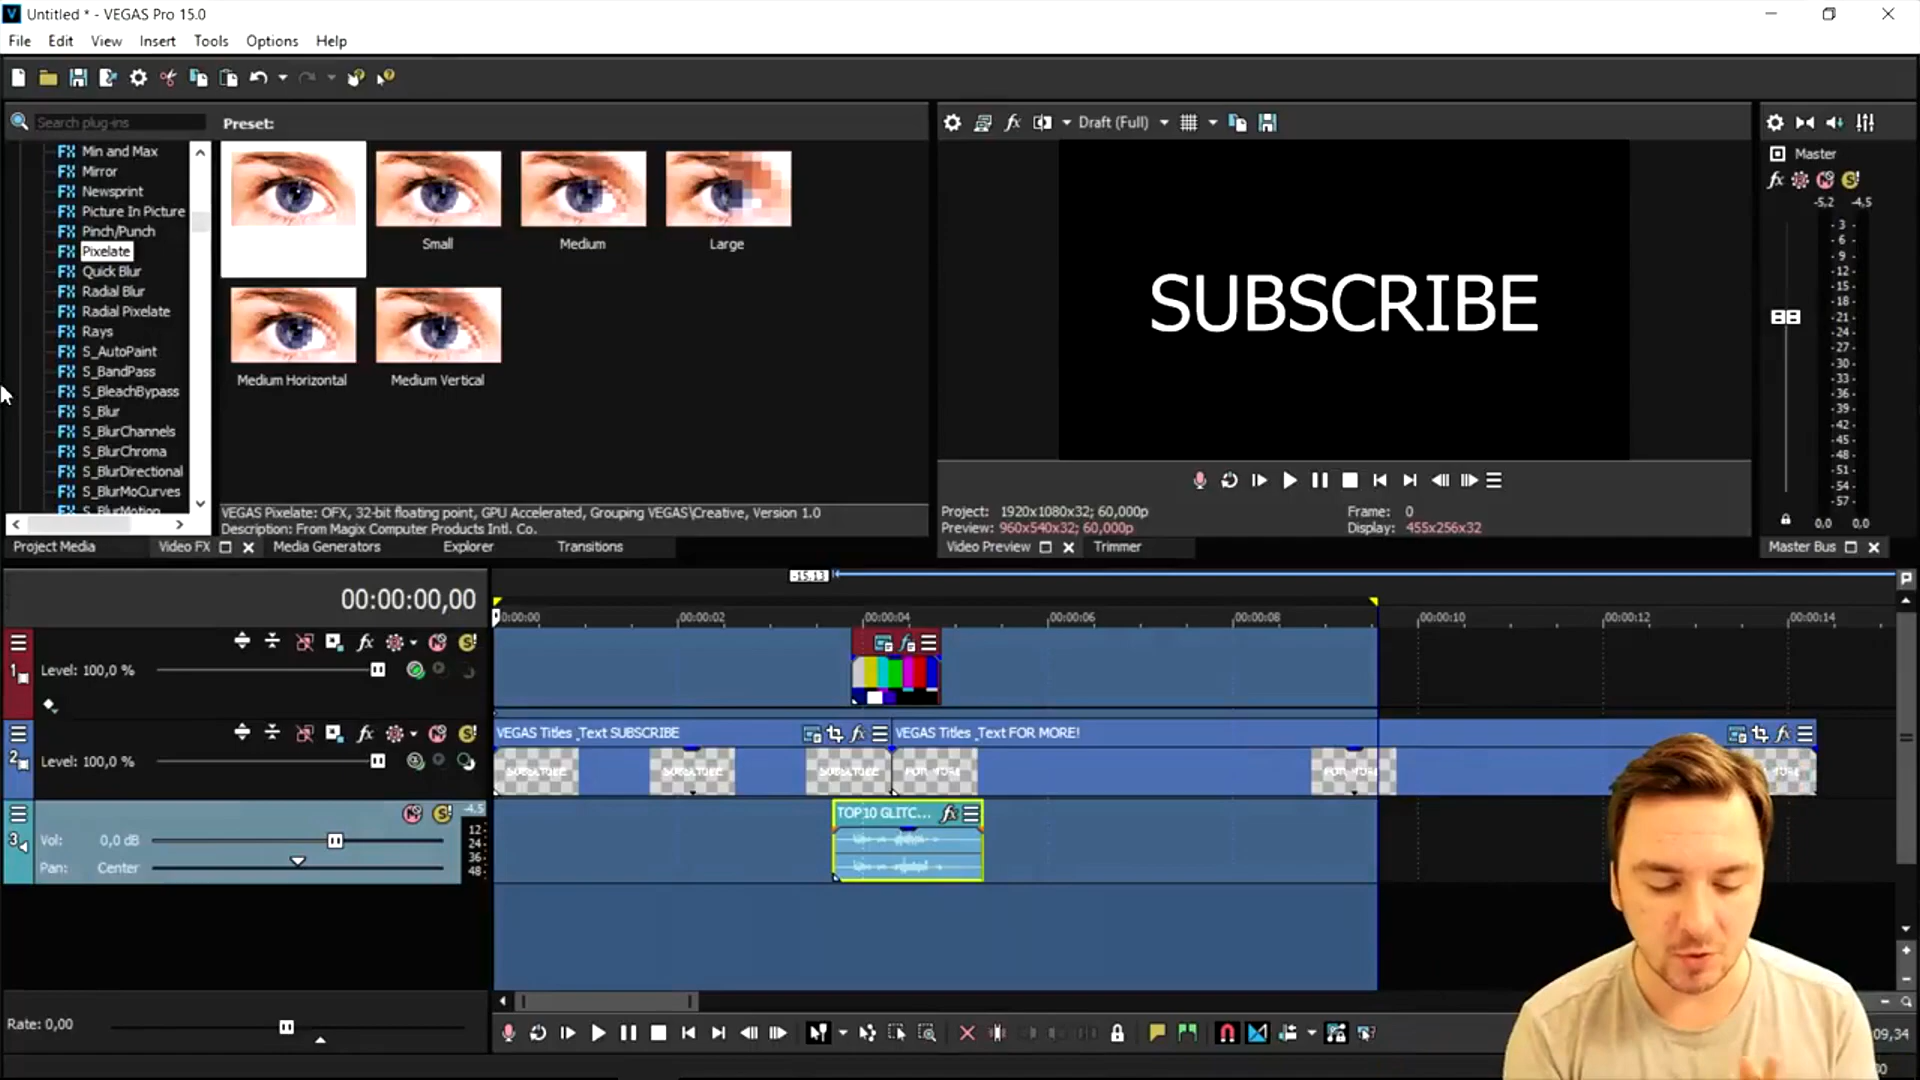 Untitled * - VEGAS Pro 15.0
File Edit View Insert Tools Options Help
Search plug-ins
Preset:
Min and Max
Mirror
Newsprint
Picture In Picture
Pinch/Punch
Pixelate
Quick Blur
Radial Blur
Radial Pixelate
Rays
S_AutoPaint
S_BandPass
S_BleachBypass
S_Blur
S_BlurChannels
S_BlurChroma
S_BlurDirectional
S_BlurMoCurves
S_BlurMotion
Small
Medium
Large
Medium Horizontal
Medium Vertical
VEGAS Pixelate: OFX, 32-bit floating point, GPU Accelerated, Grouping VEGAS\Creative, Version 1.0
Description: From Magix Computer Products Intl. Co.
Project Media Video FX Media Generators Explorer Transitions
Draft (Full)
SUBSCRIBE
Project: 1920x1080x32; 60,000p
Preview: 960x540x32; 60,000p
Frame: 0
Display: 455x256x32
Video Preview Trimmer
Master
-5,2 -4,5
- 3 -
- 6 -
- 9 -
-12-
-15-
-18-
-21-
-24-
-27-
-30-
-33-
-36-
-39-
-42-
-45-
-48-
-51-
-54-
-57-
0,0 0,0
Master Bus
00:00:00,00
-15.13
0:00:00 00:00:02 00:00:04 00:00:06 00:00:08 00:00:10 00:00:12 00:00:14
1
Level: 100,0 %
2
Level: 100,0 %
VEGAS Titles_Text SUBSCRIBE
VEGAS Titles_Text FOR MORE!
SUBSCRIBE SUBSCRIBE SUBSCRIBE FOR MORE FOR MORE MORE
3
Vol: 0,0 dB
Pan: Center
-4.5
12
24
36
48
TOP10 GLITC...
Rate: 0,00
09,34